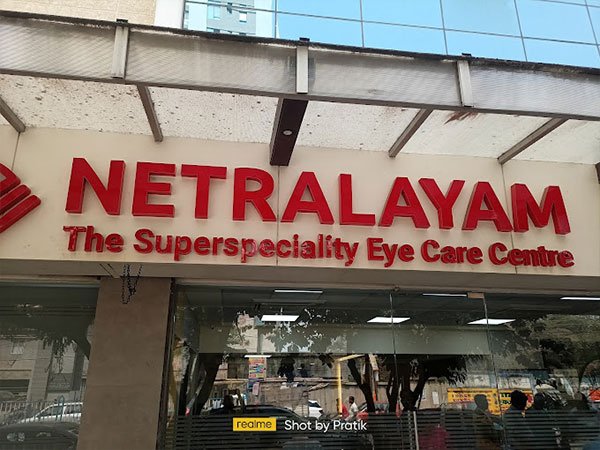 NETRALAYAM
The Superspeciality Eye Care Centre
realme Shot by Pratik